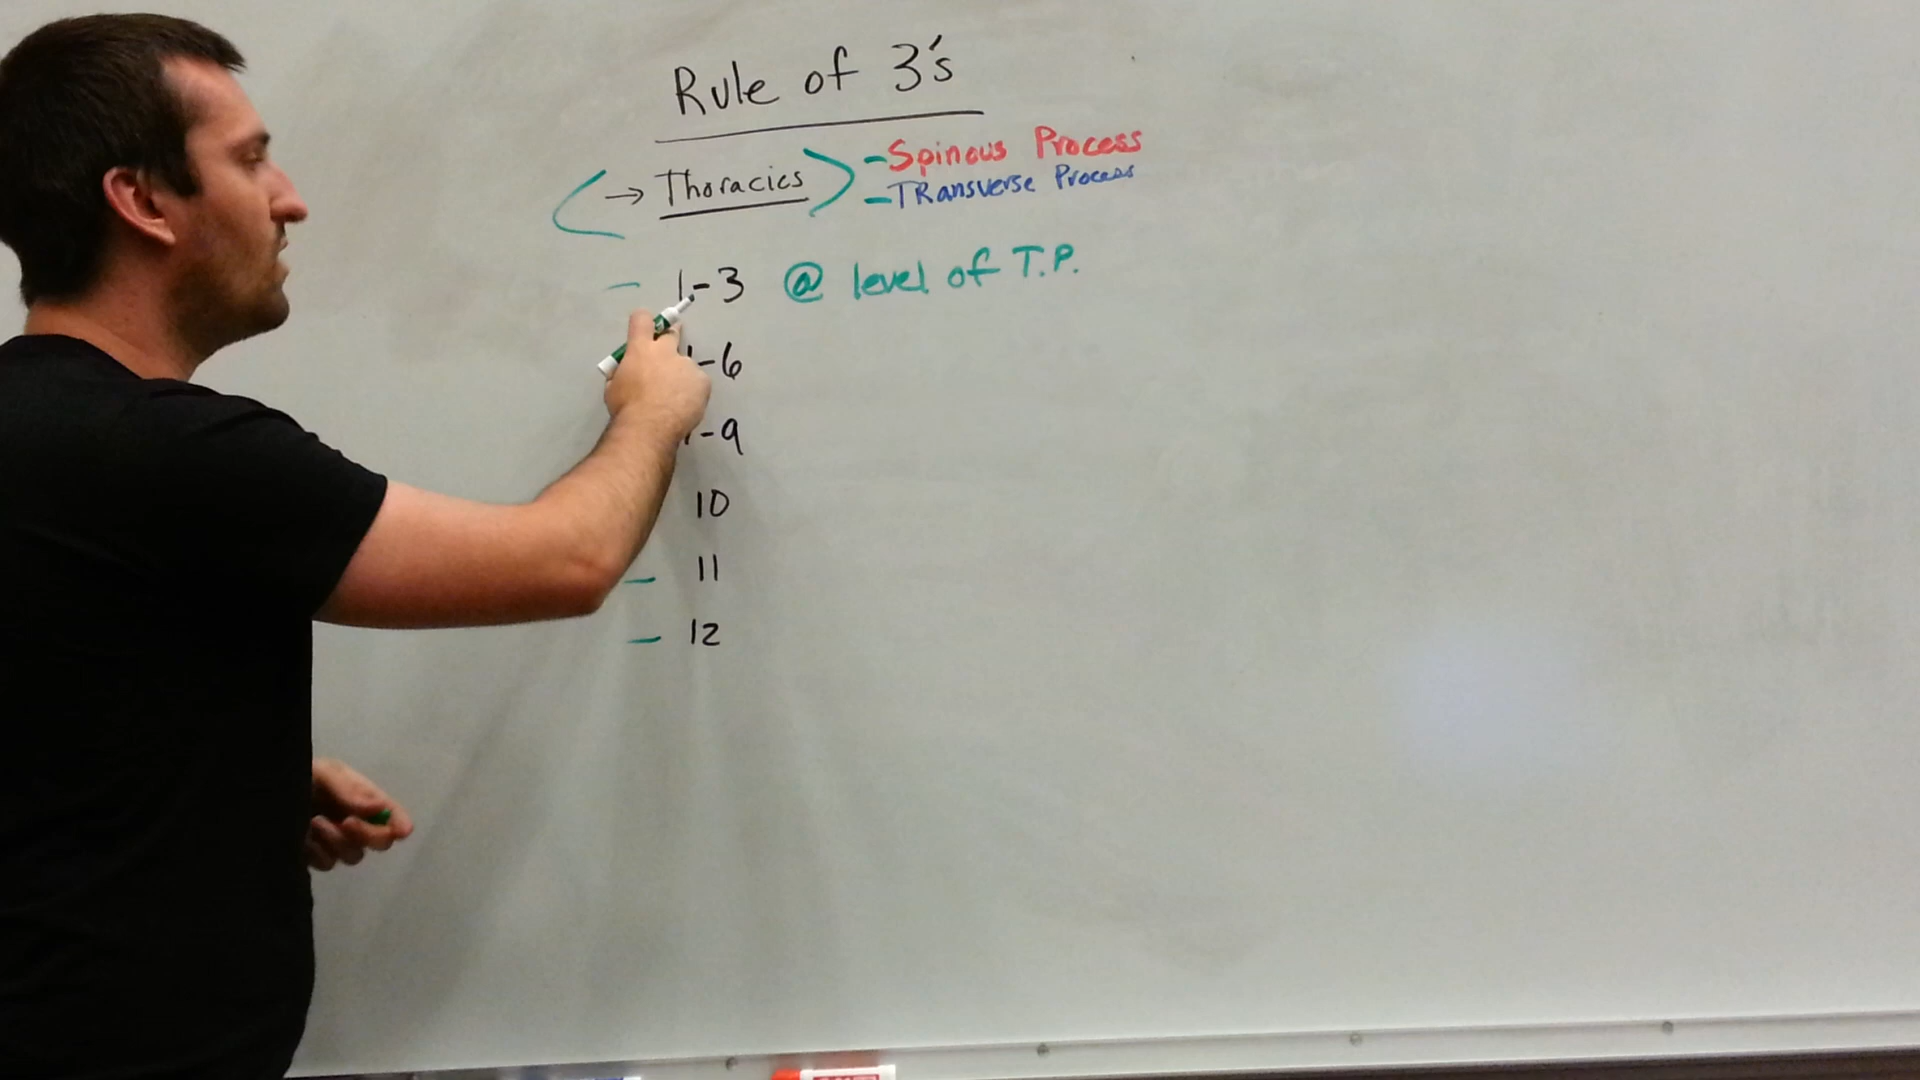 Rule of 3's
→ Thoracics
- Spinous Process
- TRansverse Process
- 1-3 @ level of T.P.
-6
-9
10
- 11
- 12